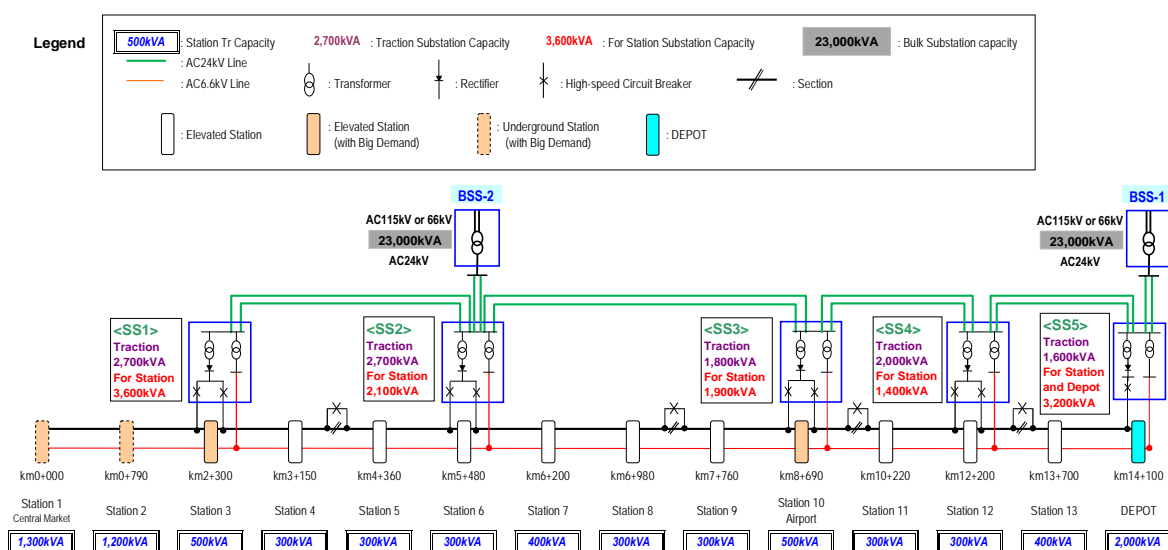 Legend
500kVA : Station Tr Capacity 2,700kVA : Traction Substation Capacity 3,600kVA : For Station Substation Capacity 23,000kVA : Bulk Substation capacity
: AC24kV Line
: AC6.6kV Line : Transformer : Rectifier : High-speed Circuit Breaker : Section
: Elevated Station : Elevated Station (with Big Demand) : Underground Station (with Big Demand) : DEPOT
BSS-2 BSS-1
AC115kV or 66kV AC115kV or 66kV
23,000kVA 23,000kVA
AC24kV AC24kV
<SS1>
Traction
2,700kVA
For Station
3,600kVA
<SS2>
Traction
2,700kVA
For Station
2,100kVA
<SS3>
Traction
1,800kVA
For Station
1,900kVA
<SS4>
Traction
2,000kVA
For Station
1,400kVA
<SS5>
Traction
1,600kVA
For Station
and Depot
3,200kVA
km0+000 km0+790 km2+300 km3+150 km4+360 km5+480 km6+200 km6+980 km7+760 km8+690 km10+220 km12+200 km13+700 km14+100
Station 1 Station 2 Station 3 Station 4 Station 5 Station 6 Station 7 Station 8 Station 9 Station 10 Station 11 Station 12 Station 13 DEPOT
Central Market Airport
1,300kVA 1,200kVA 500kVA 300kVA 300kVA 300kVA 400kVA 300kVA 300kVA 500kVA 300kVA 300kVA 400kVA 2,000kVA